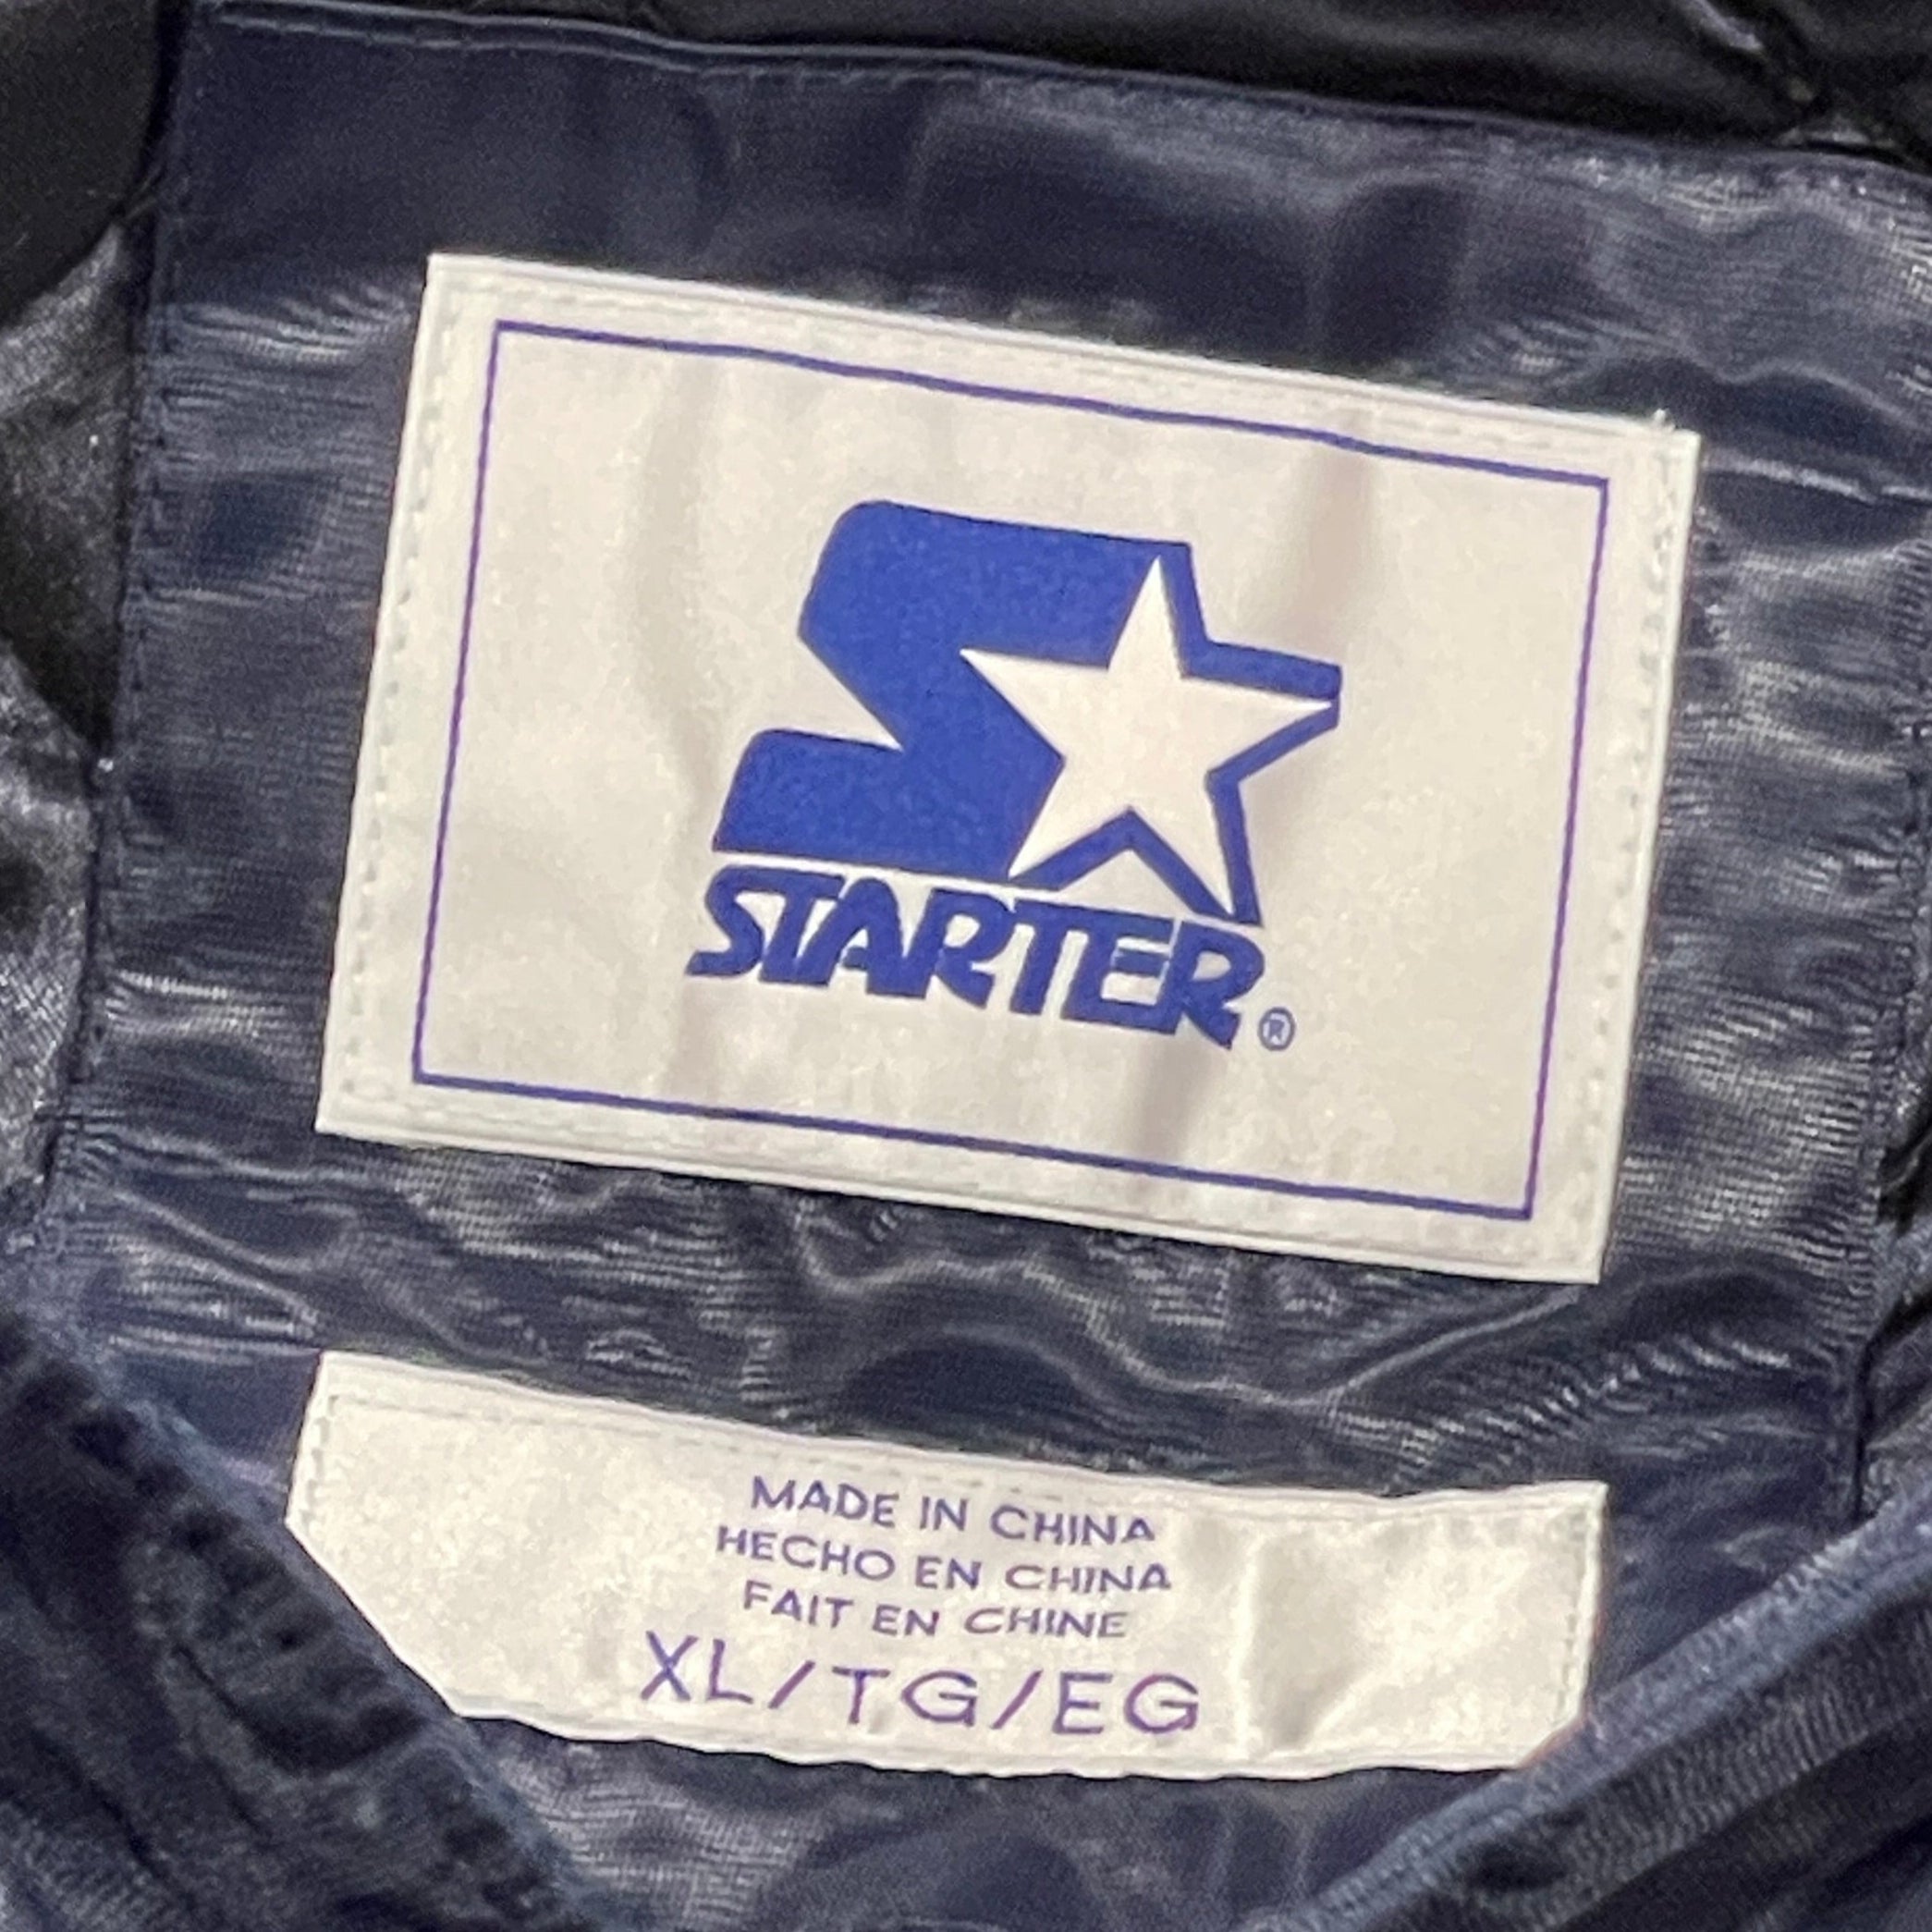 STARTER®
MADE IN CHINA
HECHO EN CHINA
FAIT EN CHINE
XL/TG/EG